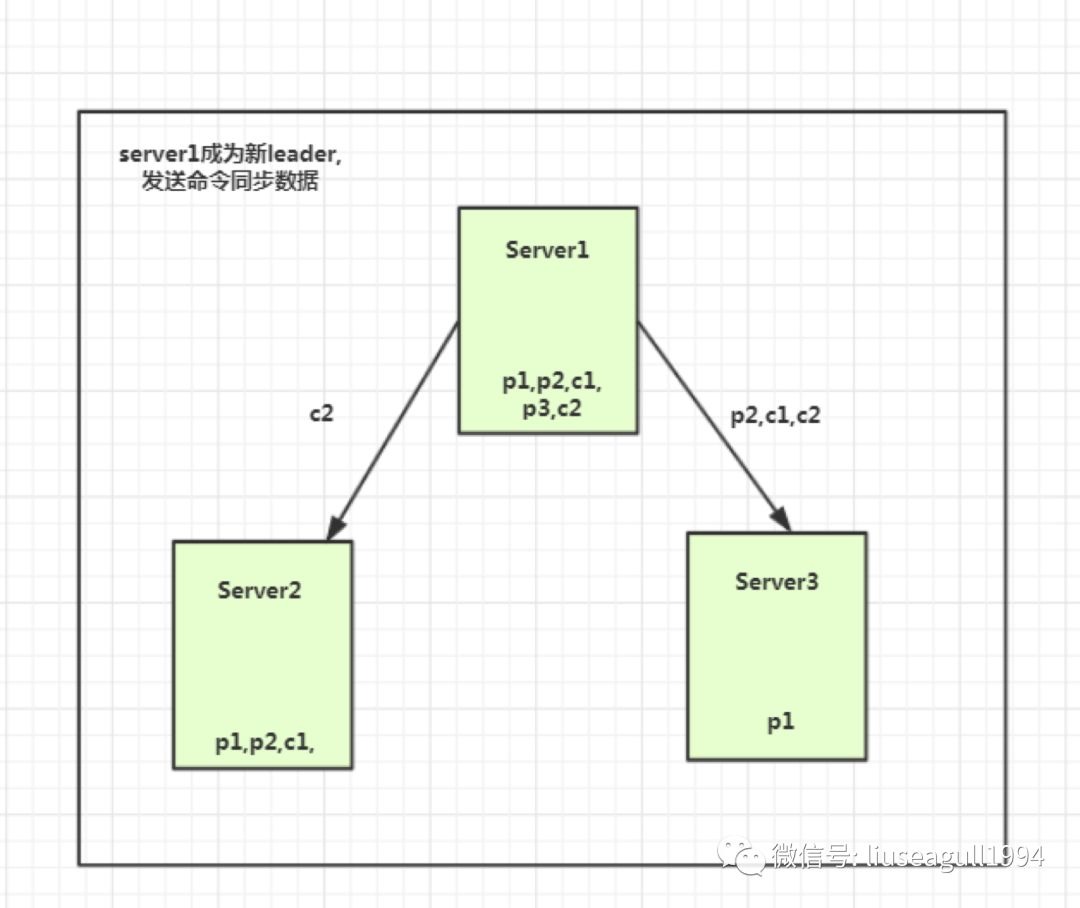 server1成为新leader,
发送命令同步数据
Server1
p1,p2,c1,
p3,c2
c2
p2,c1,c2
Server2
p1,p2,c1,
Server3
p1
微信号: liuseagull1994